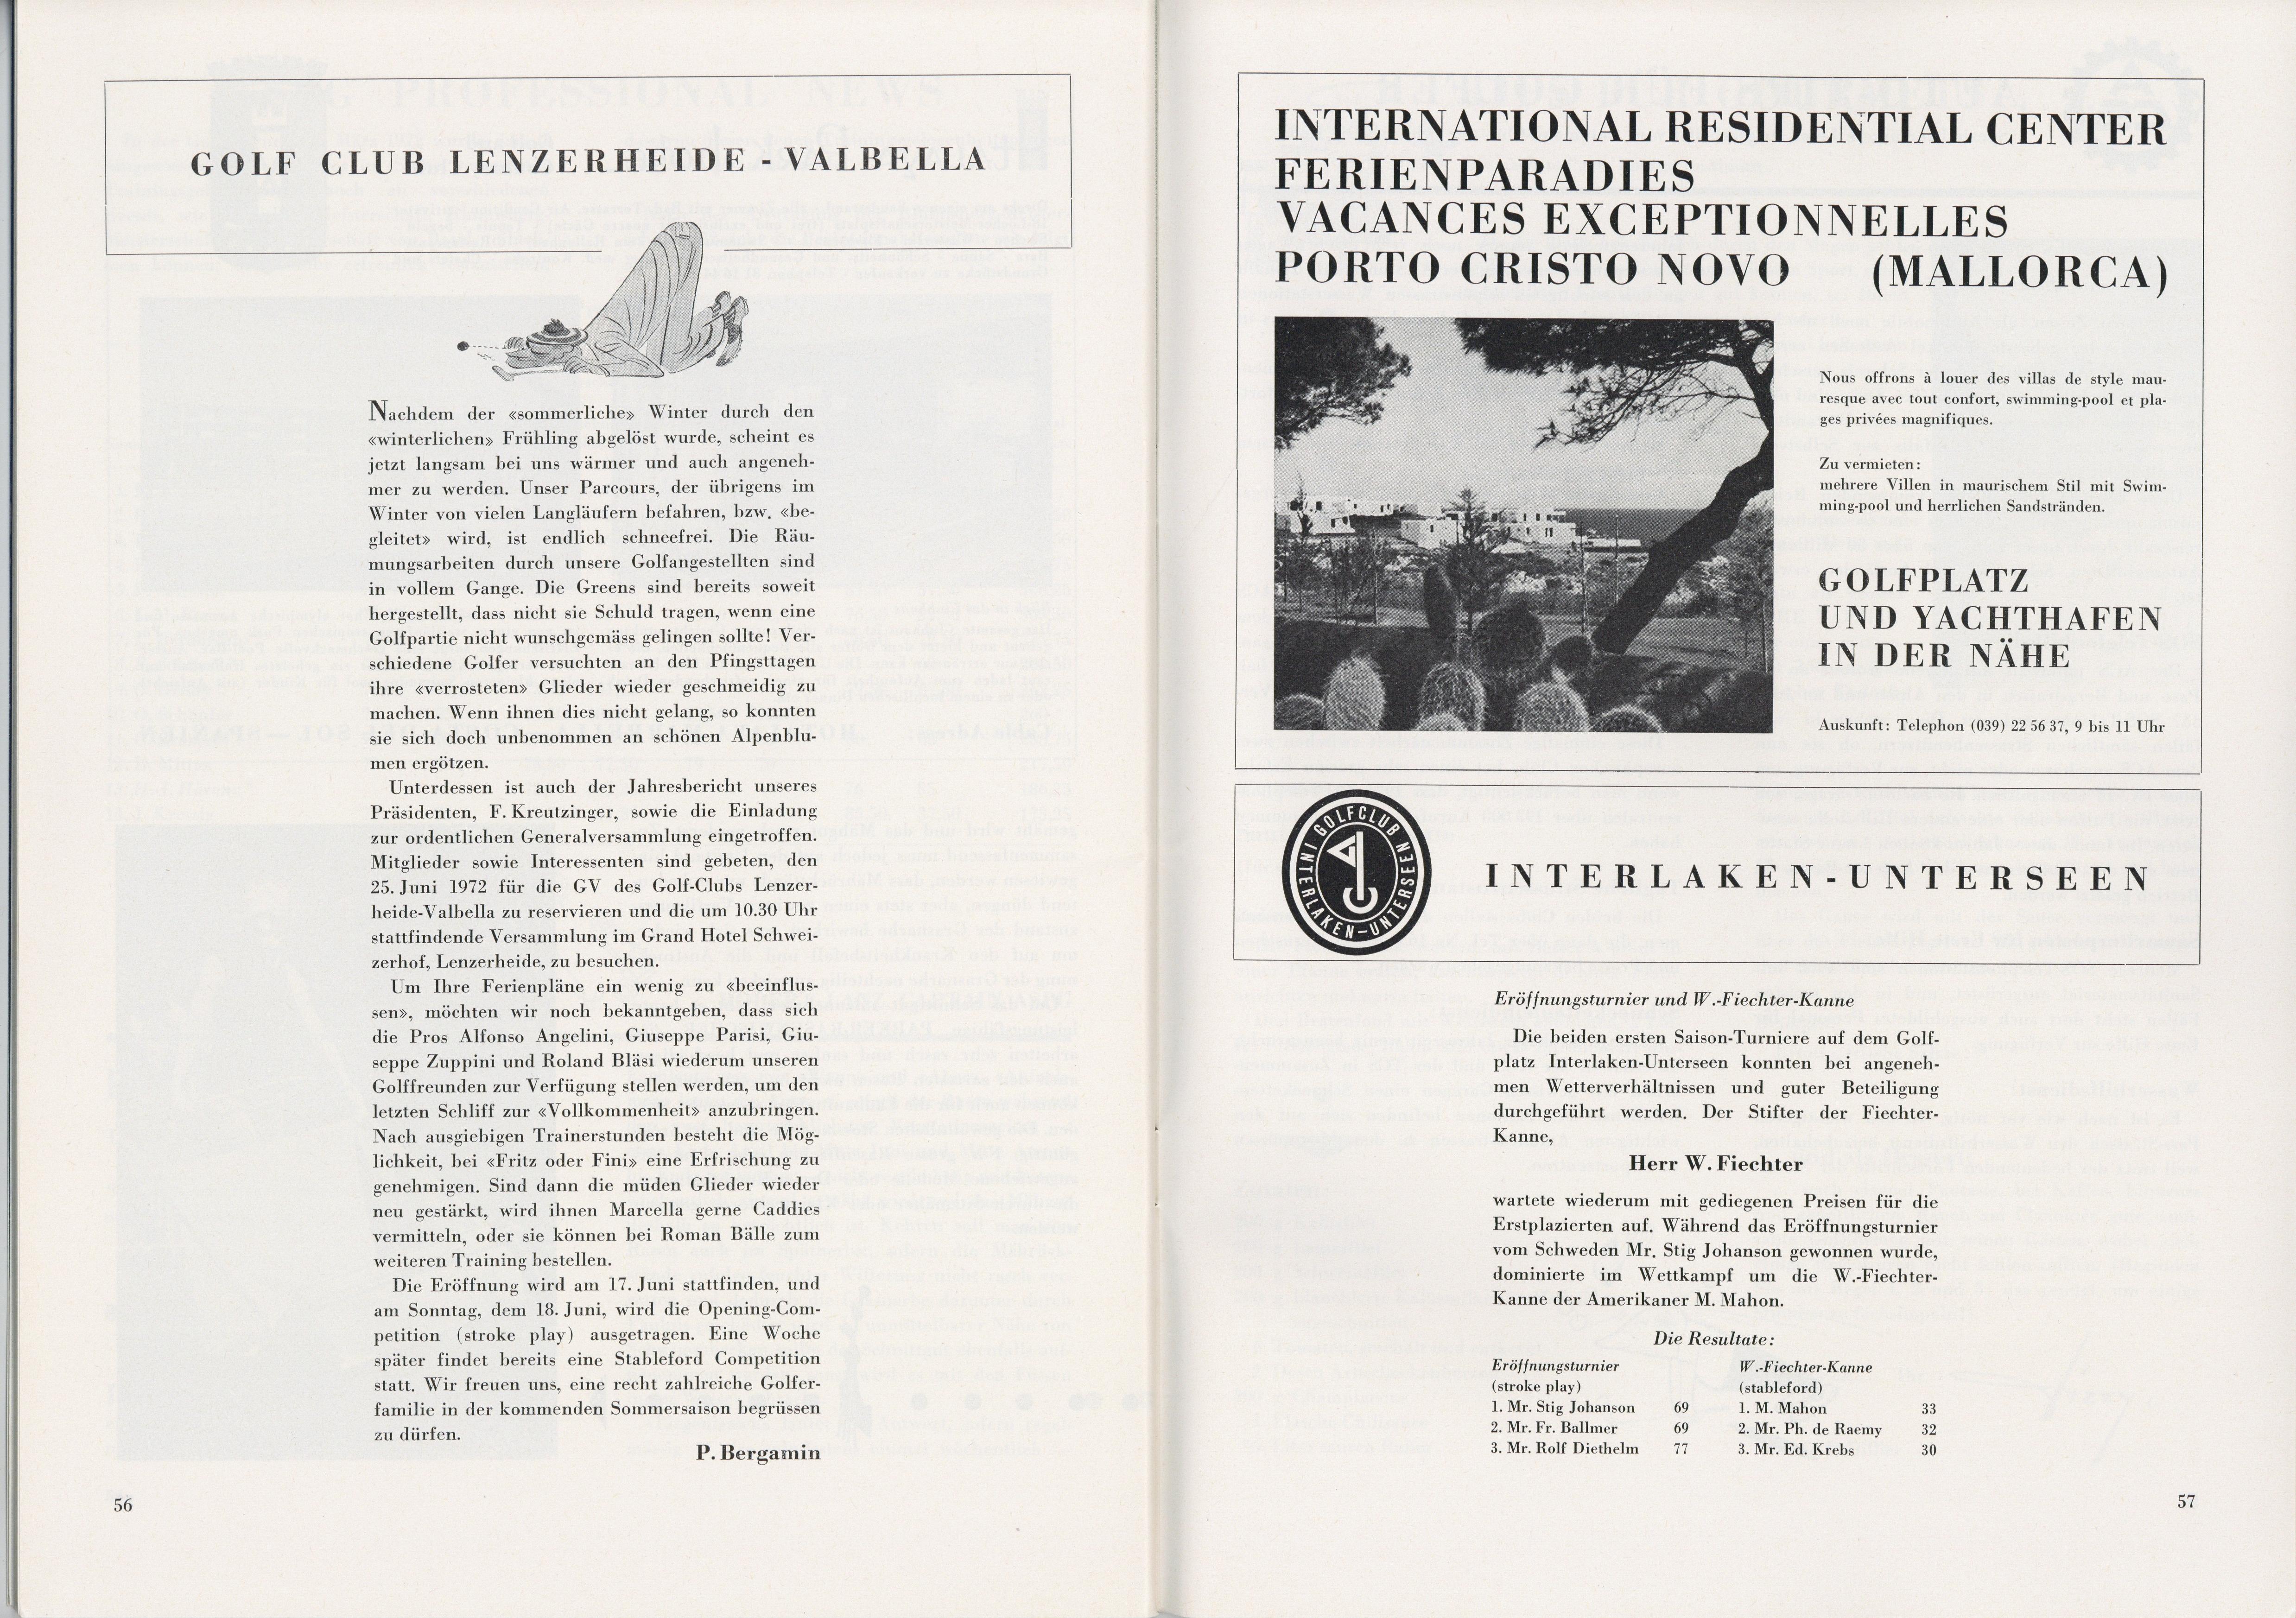 GOLF CLUB LENZERHEIDE - VALBELLA
Nachdem der «sommerliche» Winter durch den
«winterlichen» Frühling abgelöst wurde, scheint es
jetzt langsam bei uns wärmer und auch angeneh-
mer zu werden. Unser Parcours, der übrigens im
Winter von vielen Langläufern befahren, bzw. «be-
gleitet» wird, ist endlich schneefrei. Die Räu-
mungsarbeiten durch unsere Golfangestellten sind
in vollem Gange. Die Greens sind bereits soweit
hergestellt, dass nicht sie Schuld tragen, wenn eine
Golfpartie nicht wunschgemäss gelingen sollte! Ver-
schiedene Golfer versuchten an den Pfingsttagen
ihre «verrosteten» Glieder wieder geschmeidig zu
machen. Wenn ihnen dies nicht gelang, so konnten
sie sich doch unbenommen an schönen Alpenblu-
men ergötzen.
Unterdessen ist auch der Jahresbericht unseres
Präsidenten, F. Kreutzinger, sowie die Einladung
zur ordentlichen Generalversammlung eingetroffen.
Mitglieder sowie Interessenten sind gebeten, den
25. Juni 1972 für die GV des Golf-Clubs Lenzer-
heide-Valbella zu reservieren und die um 10.30 Uhr
stattfindende Versammlung im Grand Hotel Schwei-
zerhof, Lenzerheide, zu besuchen.
Um Ihre Ferienpläne ein wenig zu «beeinflus-
sen», möchten wir noch bekanntgeben, dass sich
die Pros Alfonso Angelini, Giuseppe Parisi, Giu-
seppe Zuppini und Roland Bläsi wiederum unseren
Golffreunden zur Verfügung stellen werden, um den
letzten Schliff zur «Vollkommenheit» anzubringen.
Nach ausgiebigen Trainerstunden besteht die Mög-
lichkeit, bei «Fritz oder Fini» eine Erfrischung zu
genehmigen. Sind dann die müden Glieder wieder
neu gestärkt, wird ihnen Marcella gerne Caddies
vermitteln, oder sie können bei Roman Bälle zum
weiteren Training bestellen.
Die Eröffnung wird am 17. Juni stattfinden, und
am Sonntag, dem 18. Juni, wird die Opening-Com-
petition (stroke play) ausgetragen. Eine Woche
später findet bereits eine Stableford Competition
statt. Wir freuen uns, eine recht zahlreiche Golfer-
familie in der kommenden Sommersaison begrüssen
zu dürfen.
P. Bergamin
56
INTERNATIONAL RESIDENTIAL CENTER
FERIENPARADIES
VACANCES EXCEPTIONNELLES
PORTO CRISTO NOVO (MALLORCA)
Nous offrons à louer des villas de style mau-
resque avec tout confort, swimming-pool et pla-
ges privées magnifiques.
Zu vermieten:
mehrere Villen in maurischem Stil mit Swim-
ming-pool und herrlichen Sandstränden.
GOLFPLATZ
UND YACHTHAFEN
IN DER NÄHE
Auskunft: Telephon (039) 22 56 37, 9 bis 11 Uhr
GOLFCLUB INTERLAKEN-UNTERSEEN
INTERLAKEN-UNTERSEEN
Eröffnungsturnier und W.-Fiechter-Kanne
Die beiden ersten Saison-Turniere auf dem Golf-
platz Interlaken-Unterseen konnten bei angeneh-
men Wetterverhältnissen und guter Beteiligung
durchgeführt werden. Der Stifter der Fiechter-
Kanne,
Herr W. Fiechter
wartete wiederum mit gediegenen Preisen für die
Erstplazierten auf. Während das Eröffnungsturnier
vom Schweden Mr. Stig Johanson gewonnen wurde,
dominierte im Wettkampf um die W.-Fiechter-
Kanne der Amerikaner M. Mahon.
Die Resultate:
Eröffnungsturnier
(stroke play)
1. Mr. Stig Johanson 69
2. Mr. Fr. Ballmer 69
3. Mr. Rolf Diethelm 77
W.-Fiechter-Kanne
(stableford)
1. M. Mahon 33
2. Mr. Ph. de Raemy 32
3. Mr. Ed. Krebs 30
57